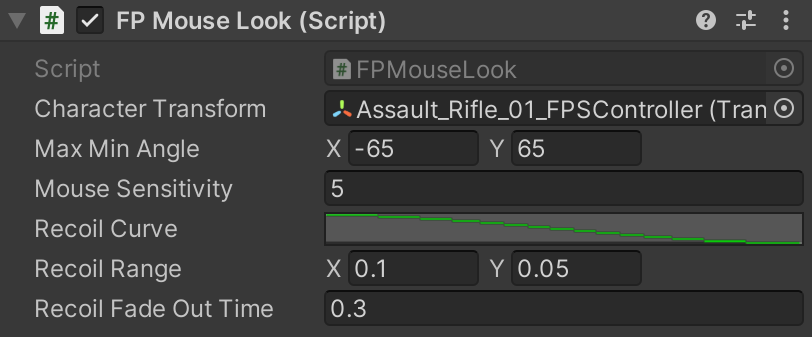 FP Mouse Look (Script)
Script FPMouseLook
Character Transform Assault_Rifle_01_FPSController (Tran
Max Min Angle X -65 Y 65
Mouse Sensitivity 5
Recoil Curve
Recoil Range X 0.1 Y 0.05
Recoil Fade Out Time 0.3